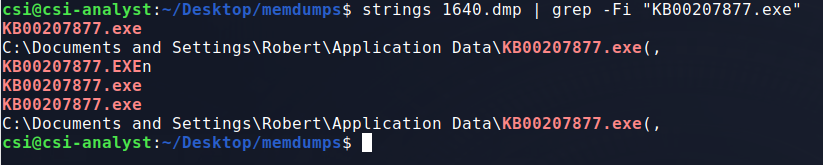 csi@csi-analyst:~/Desktop/memdumps$ strings 1640.dmp | grep -Fi "KB00207877.exe"
KB00207877.exe
C:\Documents and Settings\Robert\Application Data\KB00207877.exe(,
KB00207877.EXEn
KB00207877.exe
KB00207877.exe
C:\Documents and Settings\Robert\Application Data\KB00207877.exe(,
csi@csi-analyst:~/Desktop/memdumps$